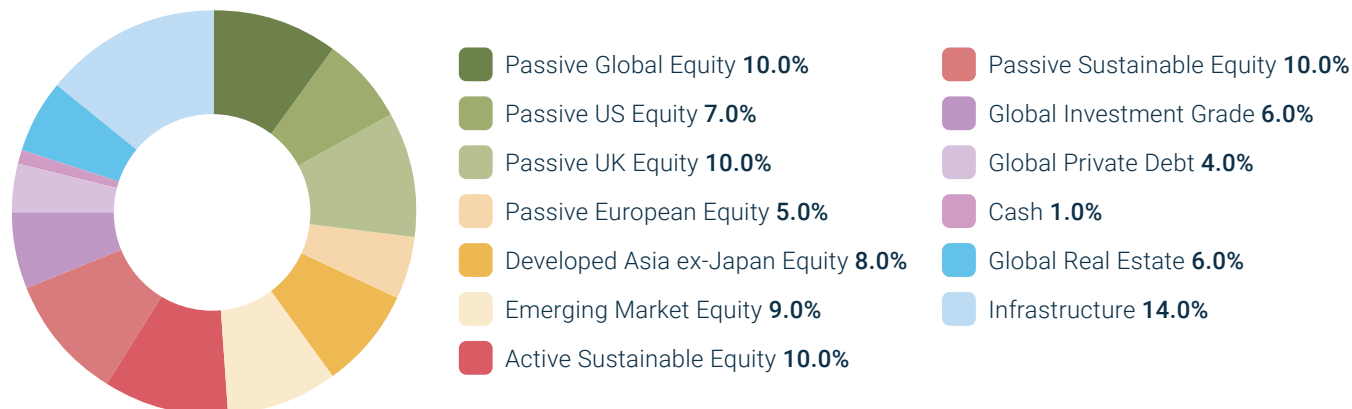 Passive Global Equity 10.0%
Passive US Equity 7.0%
Passive UK Equity 10.0%
Passive European Equity 5.0%
Developed Asia ex-Japan Equity 8.0%
Emerging Market Equity 9.0%
Active Sustainable Equity 10.0%
Passive Sustainable Equity 10.0%
Global Investment Grade 6.0%
Global Private Debt 4.0%
Cash 1.0%
Global Real Estate 6.0%
Infrastructure 14.0%